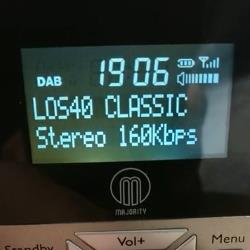 DAB 19 06
LOS40 CLASSIC
Stereo 160Kbps
MAJORITY
Vol+
Standby Menu